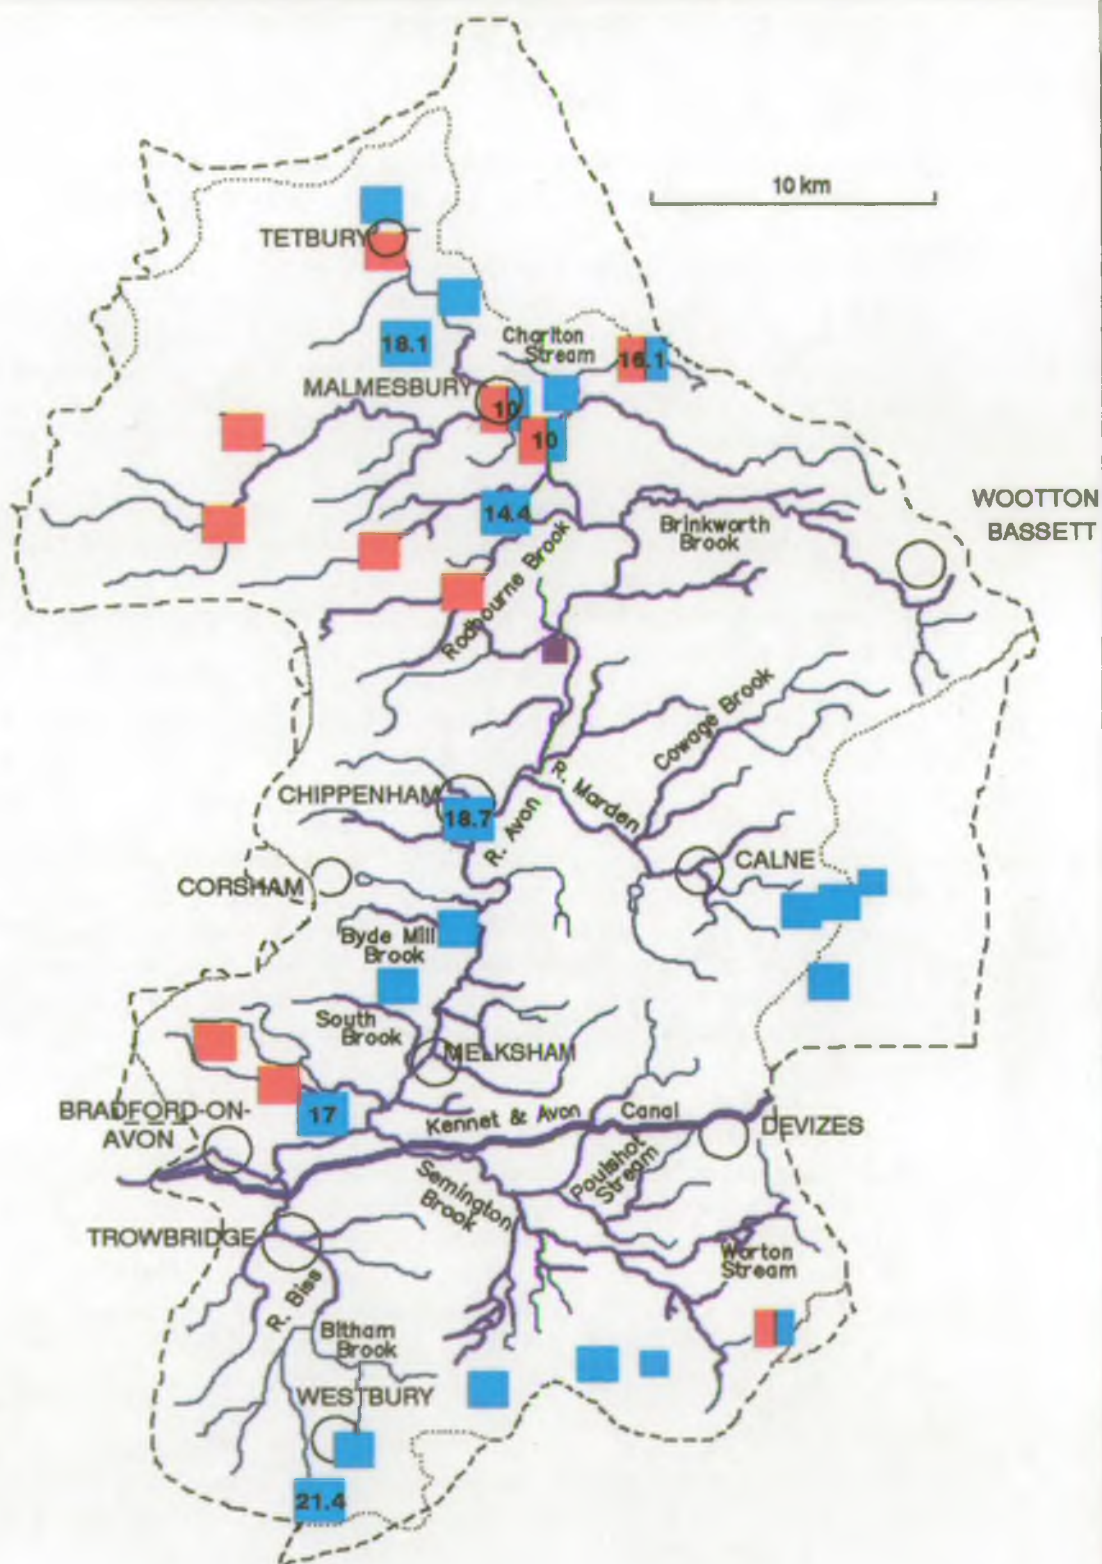 10 km
TETBURY
18.1
Charlton
Stream
16.1
MALMESBURY
10
10
14.4
WOOTTON
BASSETT
Brinkworth
Brook
Rodbourne Brook
Cowage Brook
R. Marden
CHIPPENHAM
18.7
R. Avon
CALNE
CORSHAM
Byde Mill
Brook
South
Brook
MELKSHAM
BRADFORD-ON-
AVON
17
Kennet & Avon Canal
DEVIZES
Poulshot
Stream
Semington
Brook
TROWBRIDGE
Worton
Stream
R. Biss
Bitham
Brook
WESTBURY
21.4